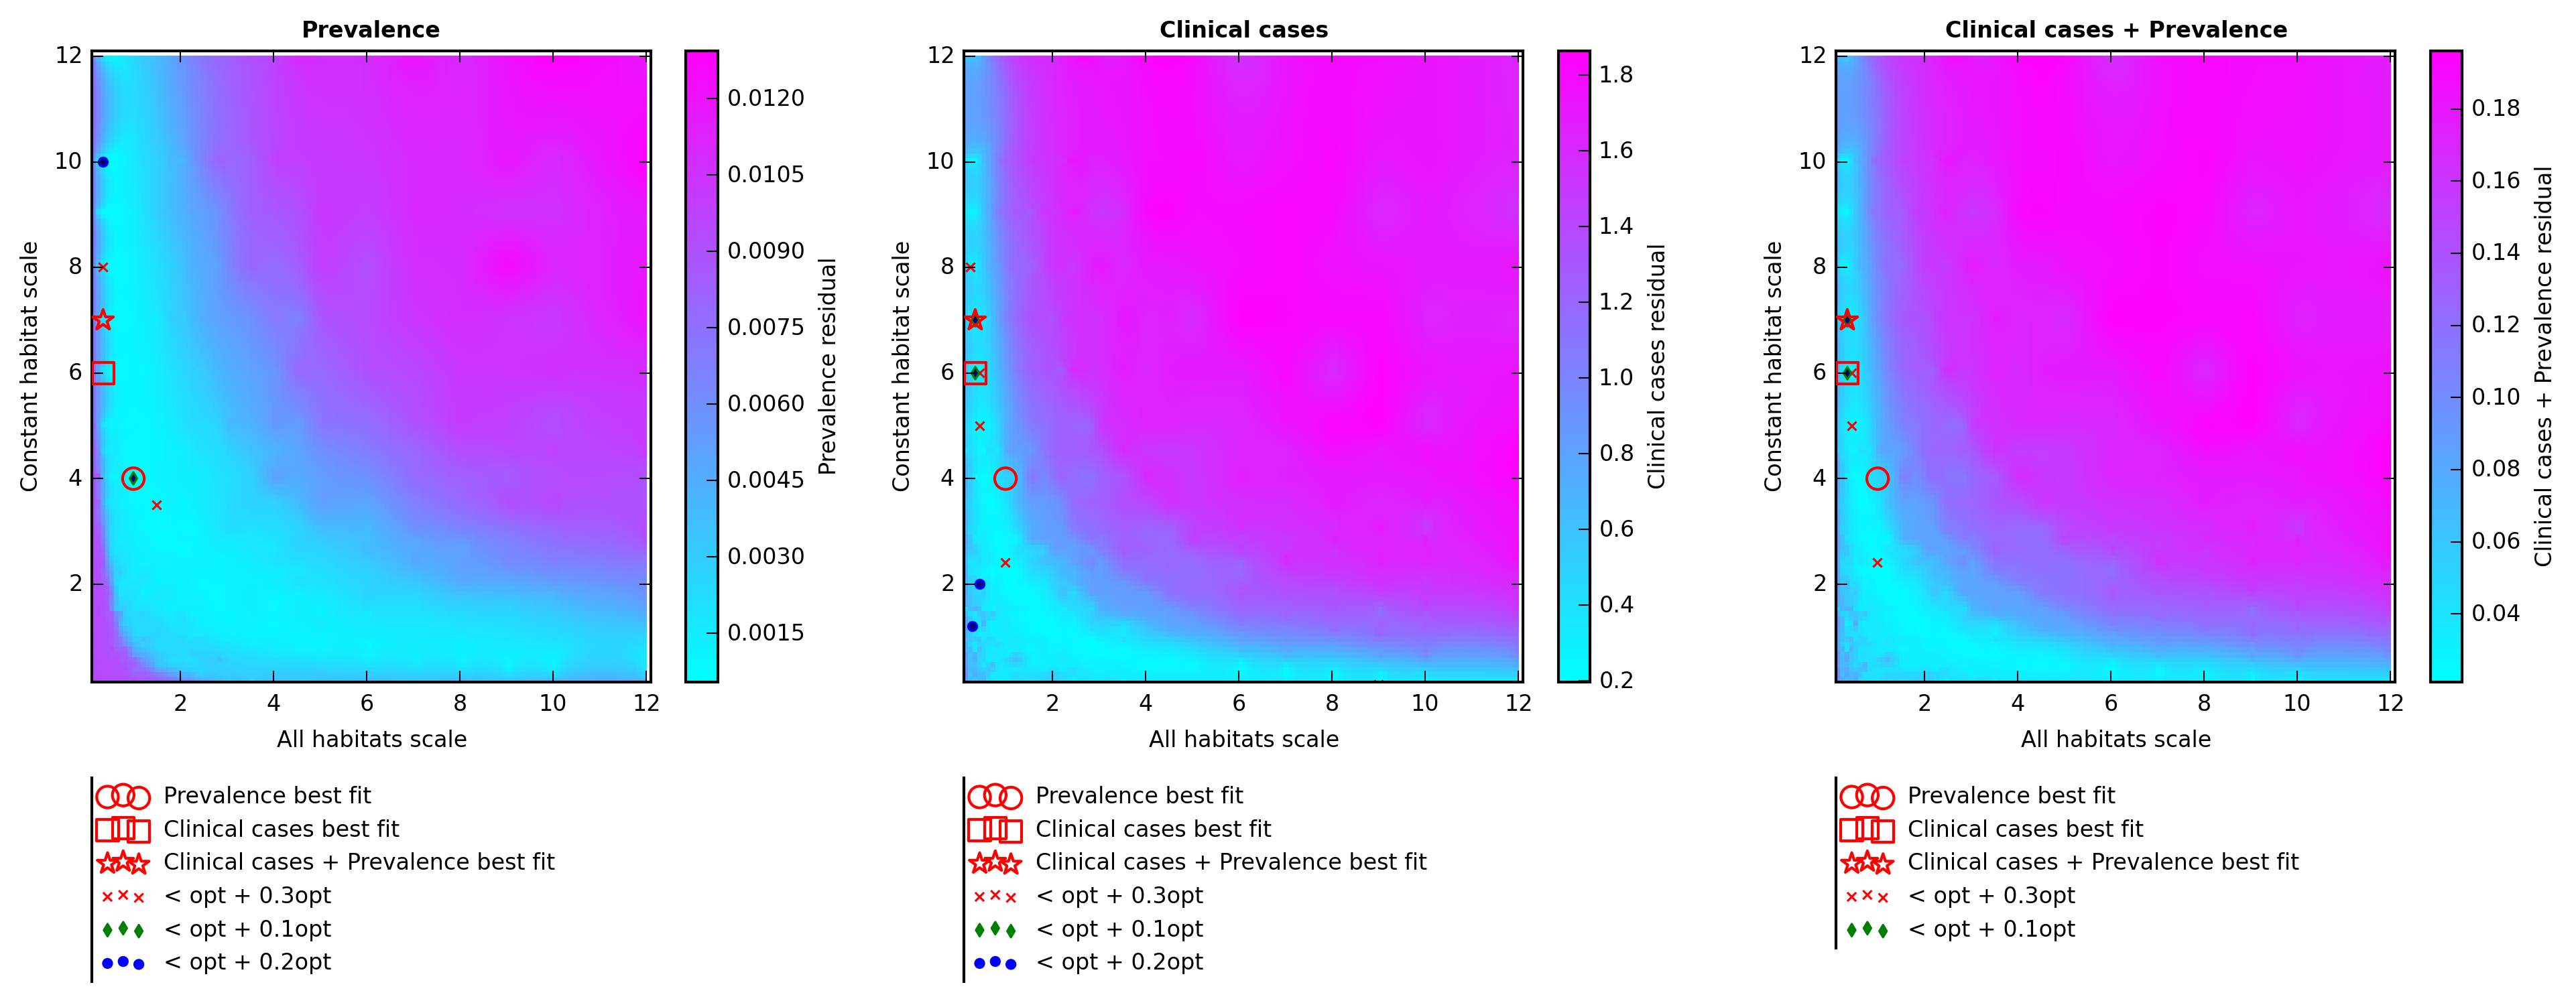 Prevalence
Constant habitat scale
12
10
8
6
4
2
2 4 6 8 10 12
All habitats scale
0.0120
0.0105
0.0090
0.0075
0.0060
0.0045
0.0030
0.0015
Prevalence residual
Prevalence best fit
Clinical cases best fit
Clinical cases + Prevalence best fit
< opt + 0.3opt
< opt + 0.1opt
< opt + 0.2opt
Clinical cases
Constant habitat scale
12
10
8
6
4
2
2 4 6 8 10 12
All habitats scale
1.8
1.6
1.4
1.2
1.0
0.8
0.6
0.4
0.2
Clinical cases residual
Prevalence best fit
Clinical cases best fit
Clinical cases + Prevalence best fit
< opt + 0.3opt
< opt + 0.1opt
< opt + 0.2opt
Clinical cases + Prevalence
Constant habitat scale
12
10
8
6
4
2
2 4 6 8 10 12
All habitats scale
0.18
0.16
0.14
0.12
0.10
0.08
0.06
0.04
Clinical cases + Prevalence residual
Prevalence best fit
Clinical cases best fit
Clinical cases + Prevalence best fit
< opt + 0.3opt
< opt + 0.1opt